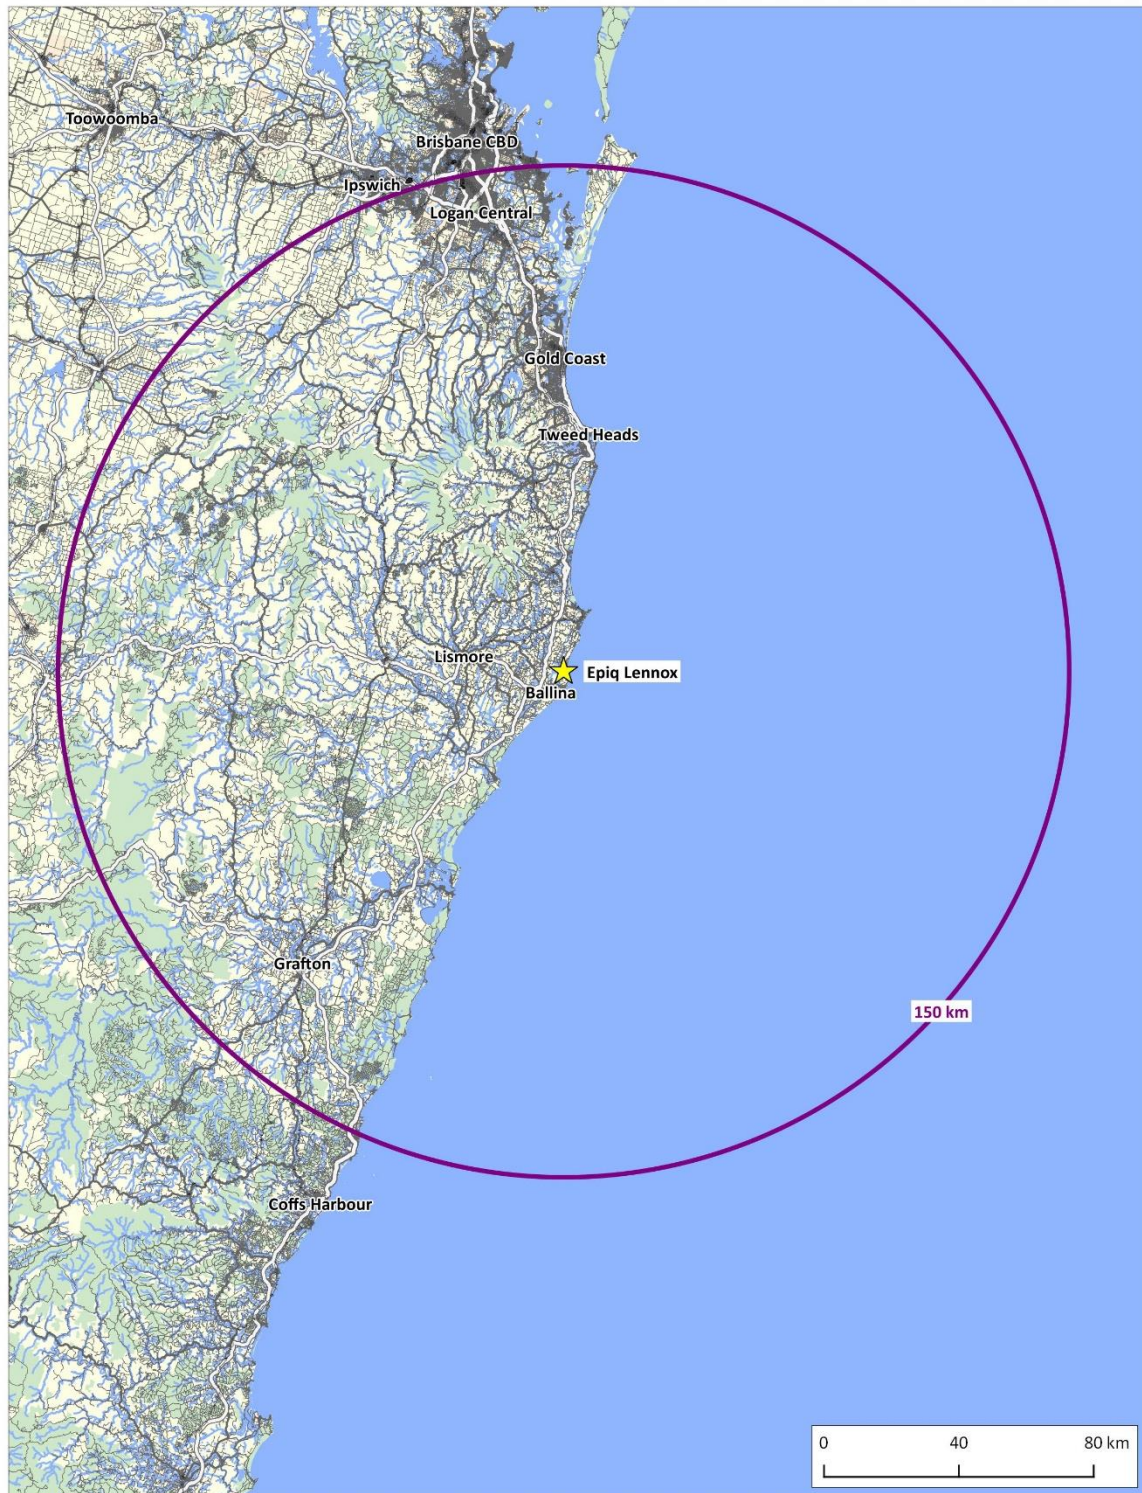 Toowoomba
Brisbane CBD
Ipswich
Logan Central
Gold Coast
Tweed Heads
Lismore
Epiq Lennox
Ballina
Grafton
150 km
Coffs Harbour
0 40 80 km